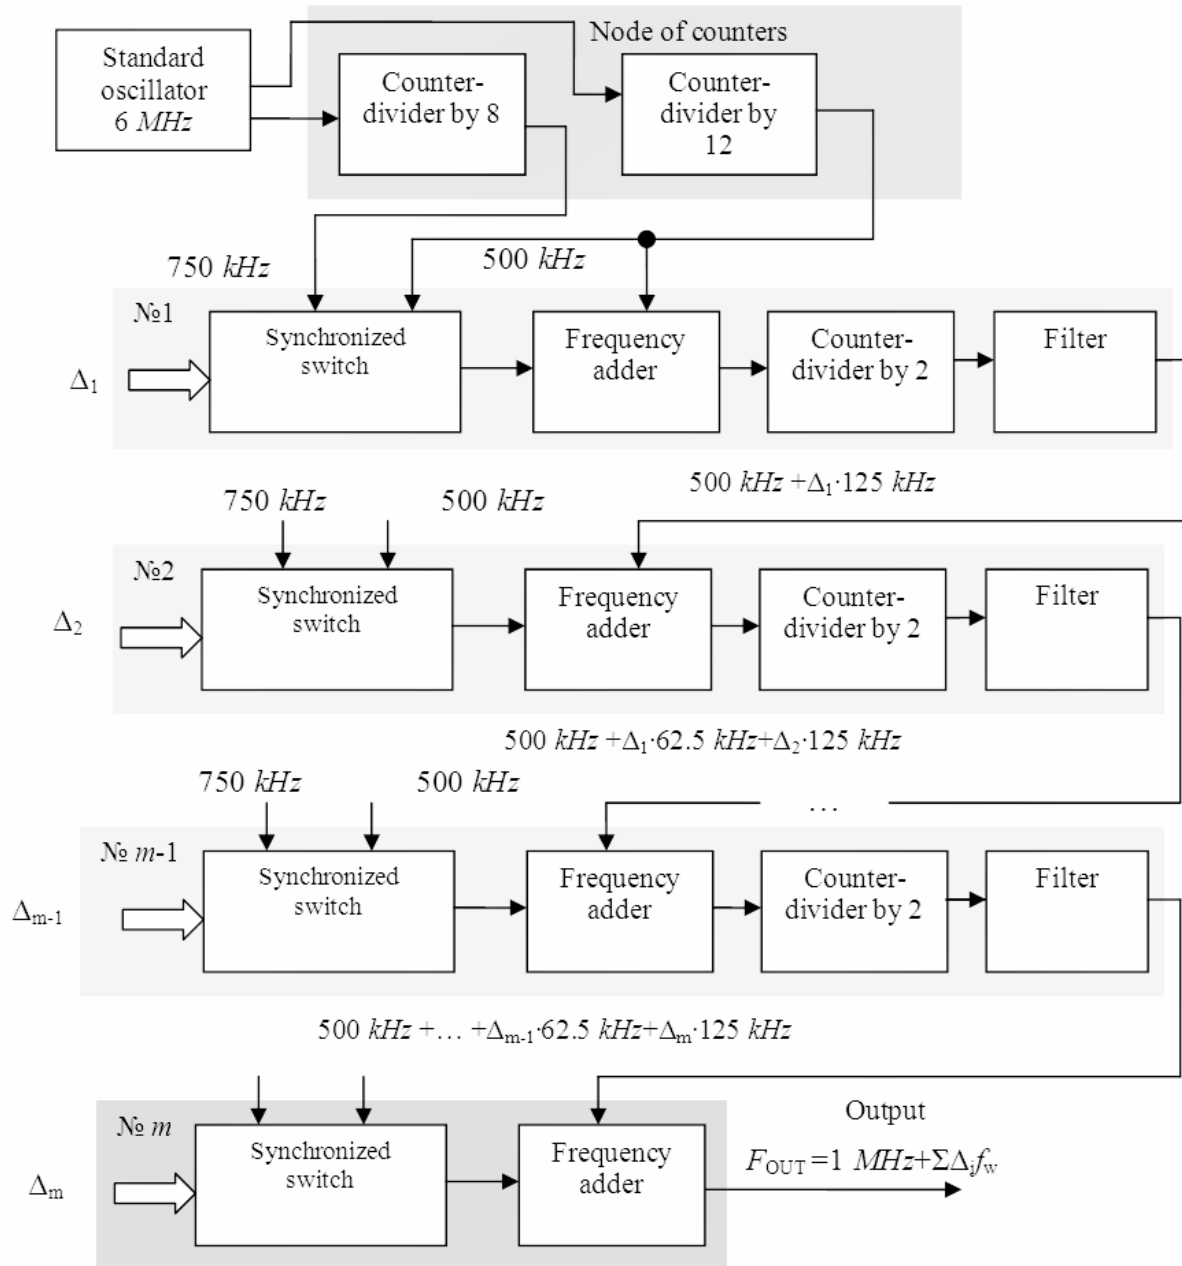 Node of counters
Standard
oscillator
6 MHz
Counter-
divider by 8
Counter-
divider by
12
750 kHz
500 kHz
№1
Δ₁
Synchronized
switch
Frequency
adder
Counter-
divider by 2
Filter
500 kHz +Δ₁·125 kHz
750 kHz
500 kHz
№2
Δ₂
Synchronized
switch
Frequency
adder
Counter-
divider by 2
Filter
500 kHz +Δ₁·62.5 kHz+Δ₂·125 kHz
750 kHz
500 kHz
...
№ m-1
Δm-1
Synchronized
switch
Frequency
adder
Counter-
divider by 2
Filter
500 kHz +... +Δm-1·62.5 kHz+Δm·125 kHz
№ m
Δm
Synchronized
switch
Frequency
adder
Output
FOUT =1 MHz+ΣΔifw